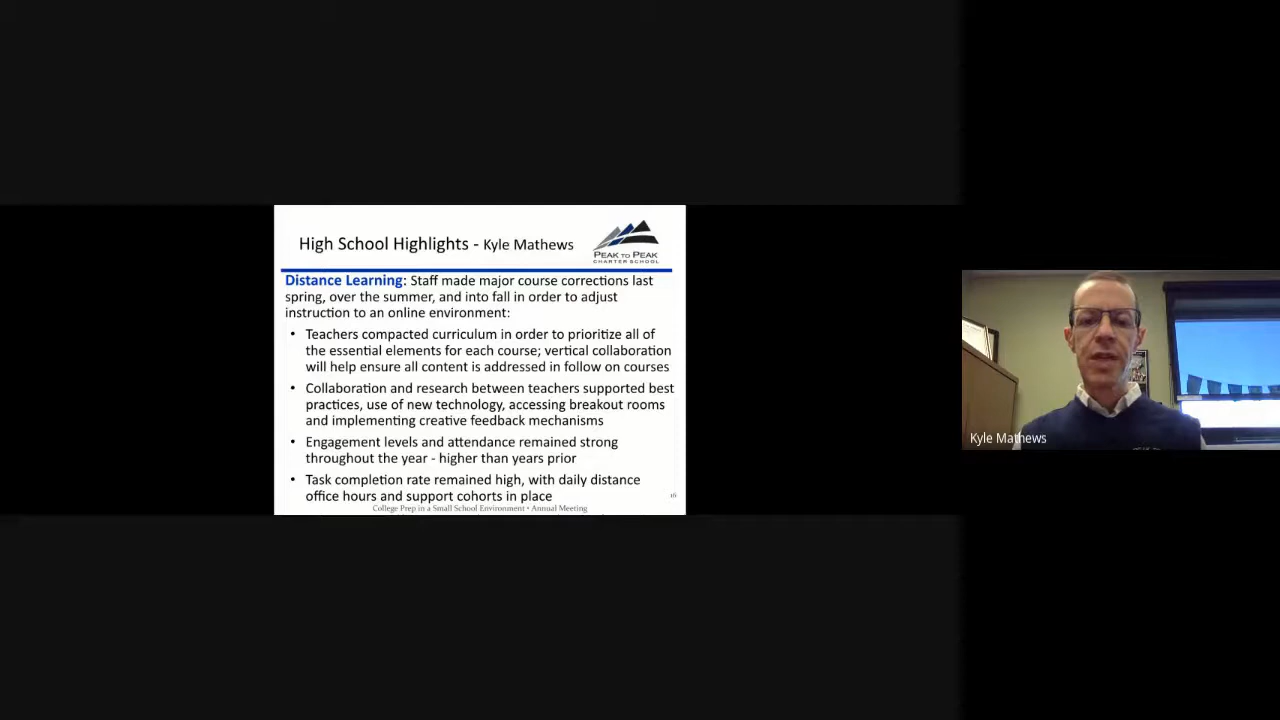 High School Highlights - Kyle Mathews
PEAK TO PEAK
CHARTER SCHOOL
Distance Learning: Staff made major course corrections last
spring, over the summer, and into fall in order to adjust
instruction to an online environment:
• Teachers compacted curriculum in order to prioritize all of
the essential elements for each course; vertical collaboration
will help ensure all content is addressed in follow on courses
• Collaboration and research between teachers supported best
practices, use of new technology, accessing breakout rooms
and implementing creative feedback mechanisms
• Engagement levels and attendance remained strong
throughout the year - higher than years prior
• Task completion rate remained high, with daily distance
office hours and support cohorts in place
16
College Prep in a Small School Environment • Annual Meeting
Kyle Mathews